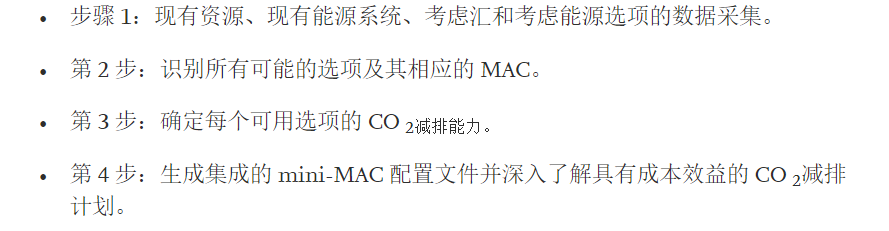 • 步骤 1：现有资源、现有能源系统、考虑汇和考虑能源选项的数据采集。
• 第 2 步：识别所有可能的选项及其相应的 MAC。
• 第 3 步：确定每个可用选项的 CO 2减排能力。
• 第 4 步：生成集成的 mini-MAC 配置文件并深入了解具有成本效益的 CO 2减排
计划。